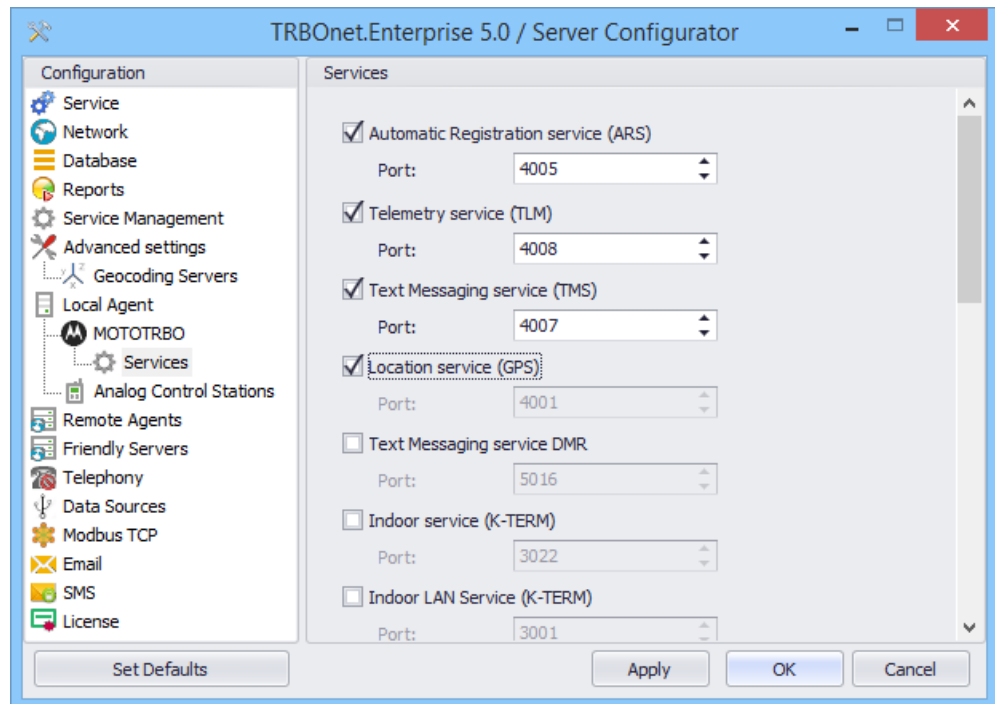 TRBOnet.Enterprise 5.0 / Server Configurator
Configuration
Service
Network
Database
Reports
Service Management
Advanced settings
Geocoding Servers
Local Agent
MOTOTRBO
Services
Analog Control Stations
Remote Agents
Friendly Servers
Telephony
Data Sources
Modbus TCP
Email
SMS
License
Services
Automatic Registration service (ARS)
Port: 4005
Telemetry service (TLM)
Port: 4008
Text Messaging service (TMS)
Port: 4007
Location service (GPS)
Port: 4001
Text Messaging service DMR
Port: 5016
Indoor service (K-TERM)
Port: 3022
Indoor LAN Service (K-TERM)
Port: 3001
Set Defaults
Apply
OK
Cancel